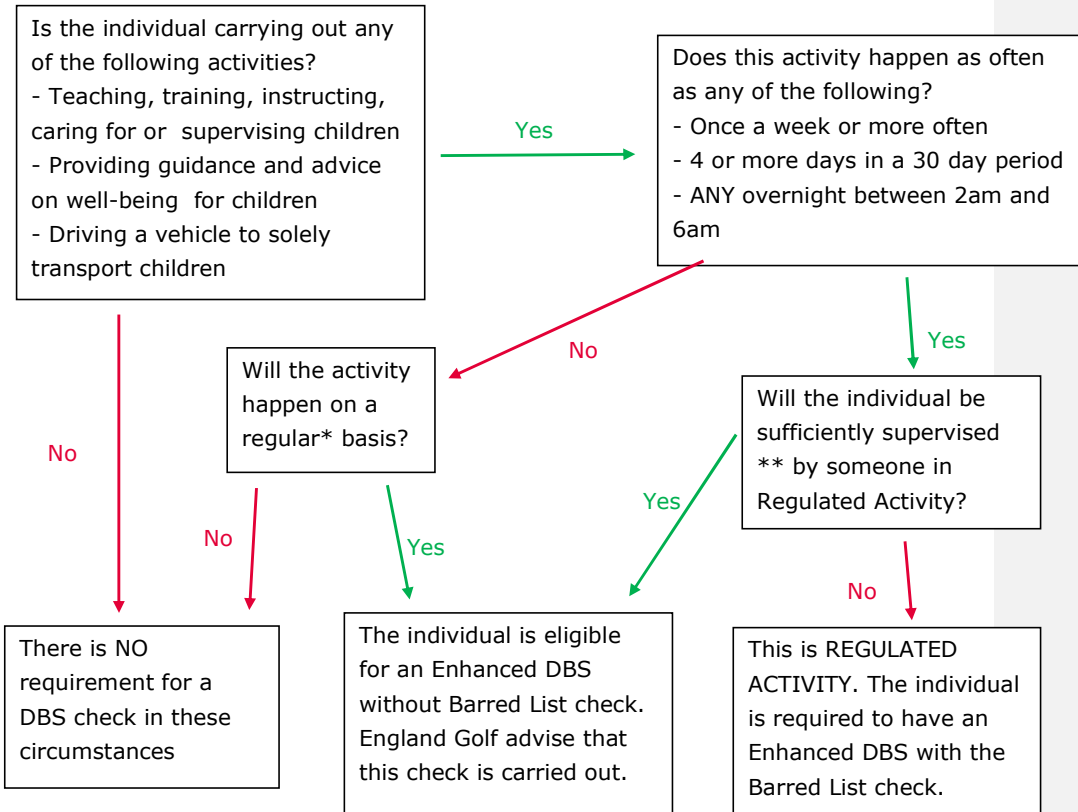 Is the individual carrying out any
of the following activities?
- Teaching, training, instructing,
caring for or  supervising children
- Providing guidance and advice
on well-being  for children
- Driving a vehicle to solely
transport children
Yes
Does this activity happen as often
as any of the following?
- Once a week or more often
- 4 or more days in a 30 day period
- ANY overnight between 2am and
6am
No
Yes
Will the activity
happen on a
regular* basis?
Will the individual be
sufficiently supervised
** by someone in
Regulated Activity?
No
No
Yes
Yes
No
There is NO
requirement for a
DBS check in these
circumstances
The individual is eligible
for an Enhanced DBS
without Barred List check.
England Golf advise that
this check is carried out.
This is REGULATED
ACTIVITY. The individual
is required to have an
Enhanced DBS with the
Barred List check.